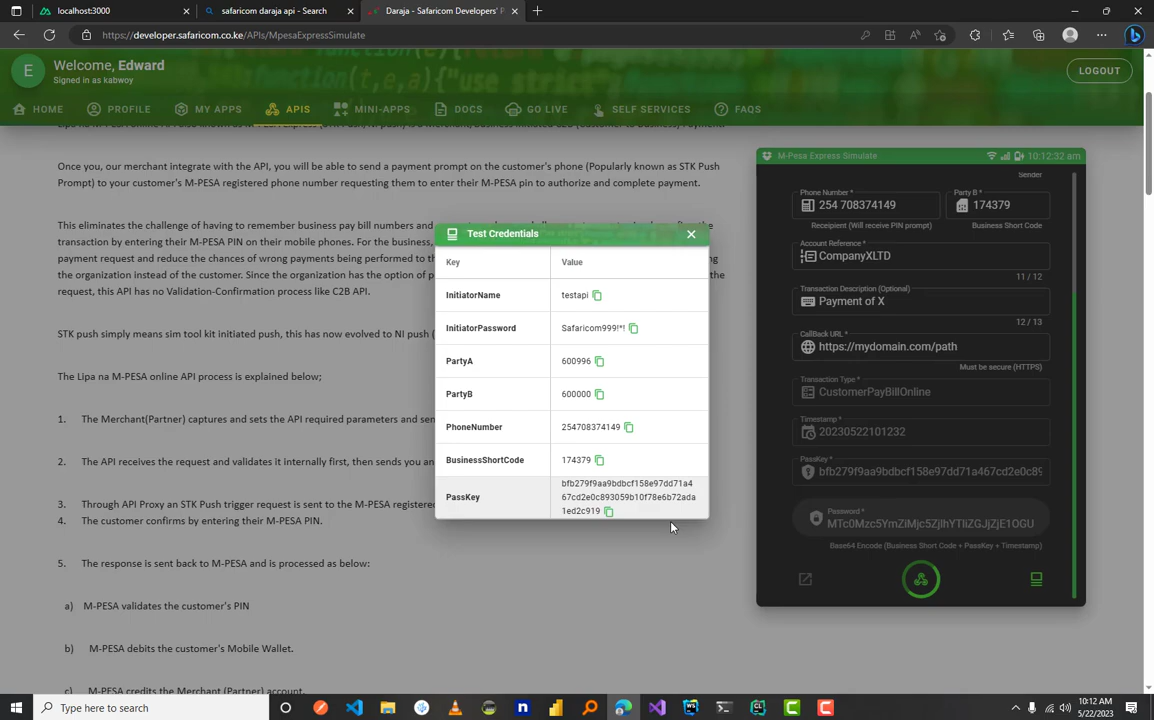 localhost:3000
safaricom daraja api - Search
Daraja - Safaricom Developers' P
https://developer.safaricom.co.ke/APIs/MpesaExpressSimulate
E
Welcome, Edward
Signed in as kabwoy
LOGOUT
HOME
PROFILE
MY APPS
APIS
MINI-APPS
DOCS
GO LIVE
SELF SERVICES
FAQS
Once you, our merchant integrate with the API, you will be able to send a payment prompt on the customer's phone (Popularly known as STK Push
Prompt) to your customer's M-PESA registered phone number requesting them to enter their M-PESA pin to authorize and complete payment.
This eliminates the challenge of having to remember business pay bill numbers and
transaction by entering their M-PESA PIN on their mobile phones. For the business,
payment request and reduce the chances of wrong payments being performed to th
the organization instead of the customer. Since the organization has the option of p
request, this API has no Validation-Confirmation process like C2B API.
STK push simply means sim tool kit initiated push, this has now evolved to NI push (
The Lipa na M-PESA online API process is explained below;
1. The Merchant(Partner) captures and sets the API required parameters and sen
2. The API receives the request and validates it internally first, then sends you an
3. Through API Proxy an STK Push trigger request is sent to the M-PESA registered
4. The customer confirms by entering their M-PESA PIN.
5. The response is sent back to M-PESA and is processed as below:
a) M-PESA validates the customer's PIN
b) M-PESA debits the customer's Mobile Wallet.
c) M-PESA credits the Merchant (Partner) account.
Test Credentials
Key Value
InitiatorName testapi
InitiatorPassword Safaricom999!*!
PartyA 600996
PartyB 600000
PhoneNumber 254708374149
BusinessShortCode 174379
PassKey bfb279f9aa9bdbcf158e97dd71a4
67cd2e0c893059b10f78e6b72ada
1ed2c919
M-Pesa Express Simulate
10:12:32 am
Sender
Phone Number *
254 708374149
Receipient (Will receive PIN prompt)
Party B *
174379
Business Short Code
Account Reference *
CompanyXLTD
11 / 12
Transaction Description (Optional)
Payment of X
12 / 13
CallBack URL *
https://mydomain.com/path
Must be secure (HTTPS)
Transaction Type *
CustomerPayBillOnline
Timestamp *
20230522101232
PassKey *
bfb279f9aa9bdbcf158e97dd71a467cd2e0c89
Password *
Base64 Encode (Business Short Code + PassKey + Timestamp)
Type here to search
10:12 AM
5/22/2023